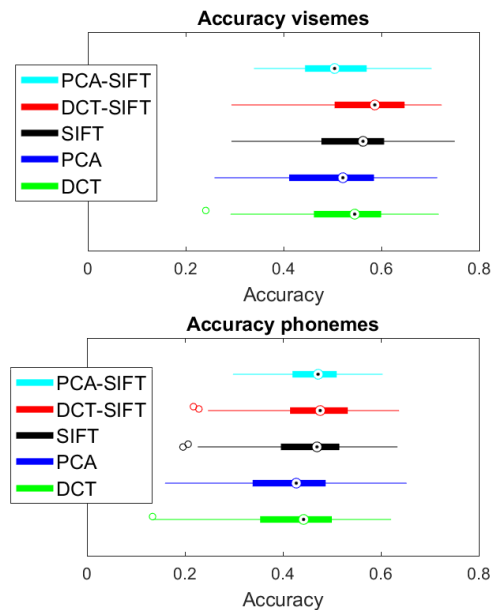 Accuracy visemes
PCA-SIFT
DCT-SIFT
SIFT
PCA
DCT
0 0.2 0.4 0.6 0.8
Accuracy
Accuracy phonemes
PCA-SIFT
DCT-SIFT
SIFT
PCA
DCT
0 0.2 0.4 0.6 0.8
Accuracy